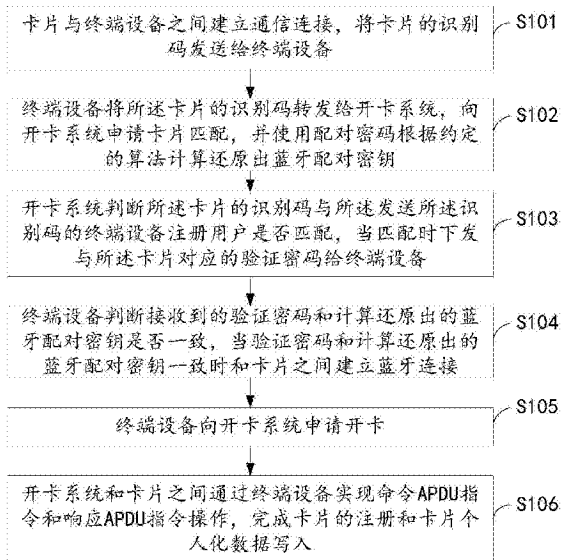 卡片与终端设备之间建立通信连接，将卡片的识别
码发送给终端设备
S101
终端设备将所述卡片的识别码转发给开卡系统，向
开卡系统申请卡片匹配，并使用配对密码根据约定
的算法计算还原出蓝牙配对密钥
S102
开卡系统判断所述卡片的识别码与所述发送所述识
别码的终端设备注册用户是否匹配，当匹配时下发
与所述卡片对应的验证密码给终端设备
S103
终端设备判断接收到的验证密码和计算还原出的蓝
牙配对密钥是否一致，当验证密码和计算还原出的
蓝牙配对密钥一致时和卡片之间建立蓝牙连接
S104
终端设备向开卡系统申请开卡
S105
开卡系统和卡片之间通过终端设备实现命令APDU指
令和响应APDU指令操作，完成卡片的注册和卡片个
人化数据写入
S106